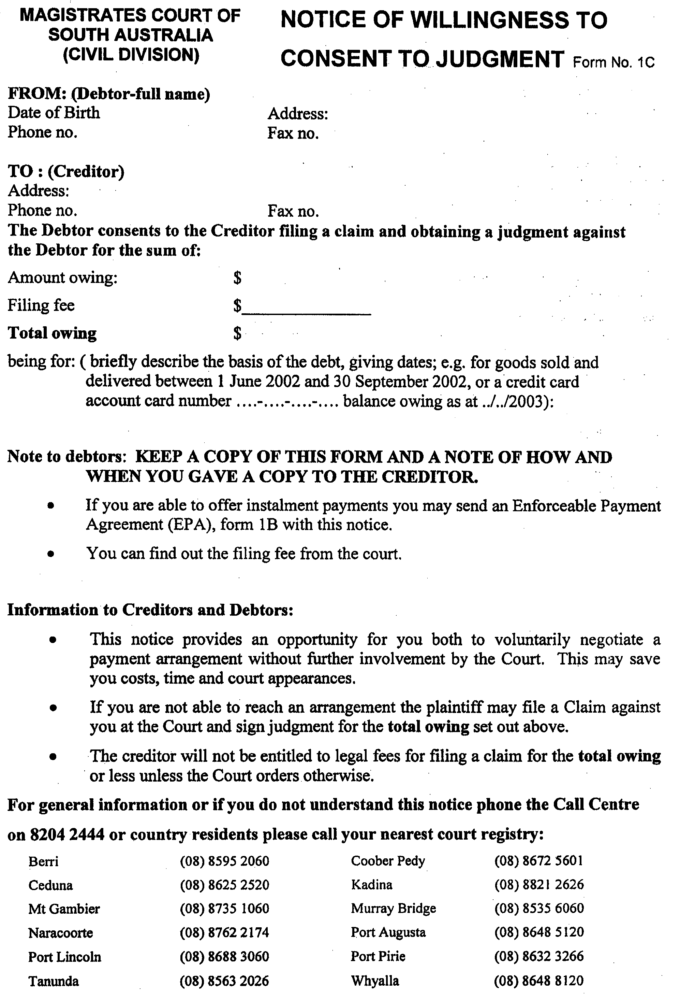 MAGISTRATES COURT OF
SOUTH AUSTRALIA
(CIVIL DIVISION)
NOTICE OF WILLINGNESS TO
CONSENT TO JUDGMENT Form No. 1C
FROM: (Debtor-full name)
Date of Birth Address:
Phone no. Fax no.
TO : (Creditor)
Address:
Phone no. Fax no.
The Debtor consents to the Creditor filing a claim and obtaining a judgment against
the Debtor for the sum of:
Amount owing: $
Filing fee $
Total owing $
being for: ( briefly describe the basis of the debt, giving dates; e.g. for goods sold and
delivered between 1 June 2002 and 30 September 2002, or a credit card
account card number ....-....-....-.... balance owing as at ../../2003):
Note to debtors: KEEP A COPY OF THIS FORM AND A NOTE OF HOW AND
WHEN YOU GAVE A COPY TO THE CREDITOR.
• If you are able to offer instalment payments you may send an Enforceable Payment
Agreement (EPA), form 1B with this notice.
• You can find out the filing fee from the court.
Information to Creditors and Debtors:
• This notice provides an opportunity for you both to voluntarily negotiate a
payment arrangement without further involvement by the Court. This may save
you costs, time and court appearances.
• If you are not able to reach an arrangement the plaintiff may file a Claim against
you at the Court and sign judgment for the total owing set out above.
• The creditor will not be entitled to legal fees for filing a claim for the total owing
or less unless the Court orders otherwise.
For general information or if you do not understand this notice phone the Call Centre
on 8204 2444 or country residents please call your nearest court registry:
Berri (08) 8595 2060 Coober Pedy (08) 8672 5601
Ceduna (08) 8625 2520 Kadina (08) 8821 2626
Mt Gambier (08) 8735 1060 Murray Bridge (08) 8535 6060
Naracoorte (08) 8762 2174 Port Augusta (08) 8648 5120
Port Lincoln (08) 8688 3060 Port Pirie (08) 8632 3266
Tanunda (08) 8563 2026 Whyalla (08) 8648 8120